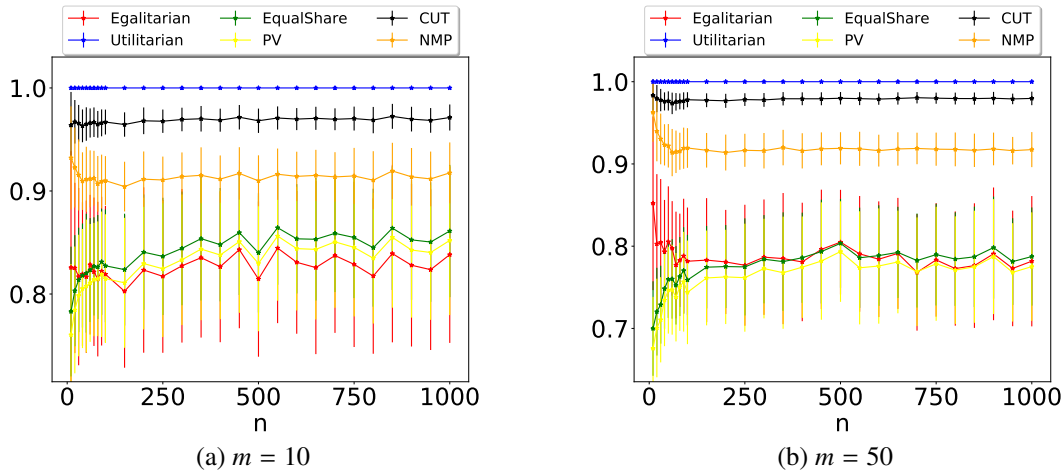 Egalitarian EqualShare CUT
Utilitarian PV NMP
1.0
0.9
0.8
0 250 500 750 1000
n
(a) m = 10
Egalitarian EqualShare CUT
Utilitarian PV NMP
1.0
0.9
0.8
0.7
0 250 500 750 1000
n
(b) m = 50